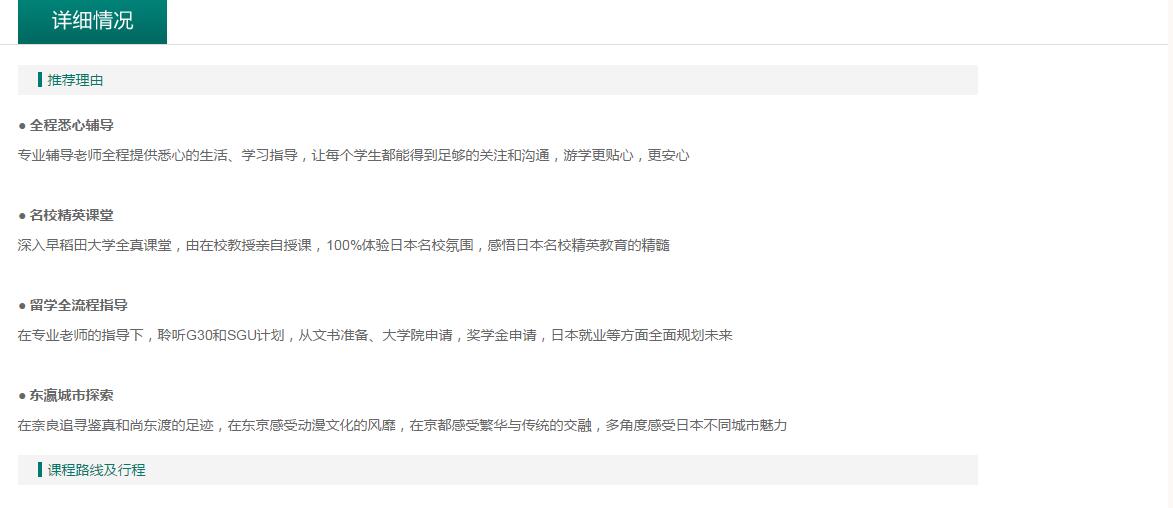 详细情况
推荐理由
● 全程悉心辅导
专业辅导老师全程提供悉心的生活、学习指导，让每个学生都能得到足够的关注和沟通，游学更贴心，更安心
● 名校精英课堂
深入早稻田大学全真课堂，由在校教授亲自授课，100%体验日本名校氛围，感悟日本名校精英教育的精髓
● 留学全流程指导
在专业老师的指导下，聆听G30和SGU计划，从文书准备、大学院申请，奖学金申请，日本就业等方面全面规划未来
● 东瀛城市探索
在奈良追寻鉴真和尚东渡的足迹，在东京感受动漫文化的风靡，在京都感受繁华与传统的交融，多角度感受日本不同城市魅力
课程路线及行程